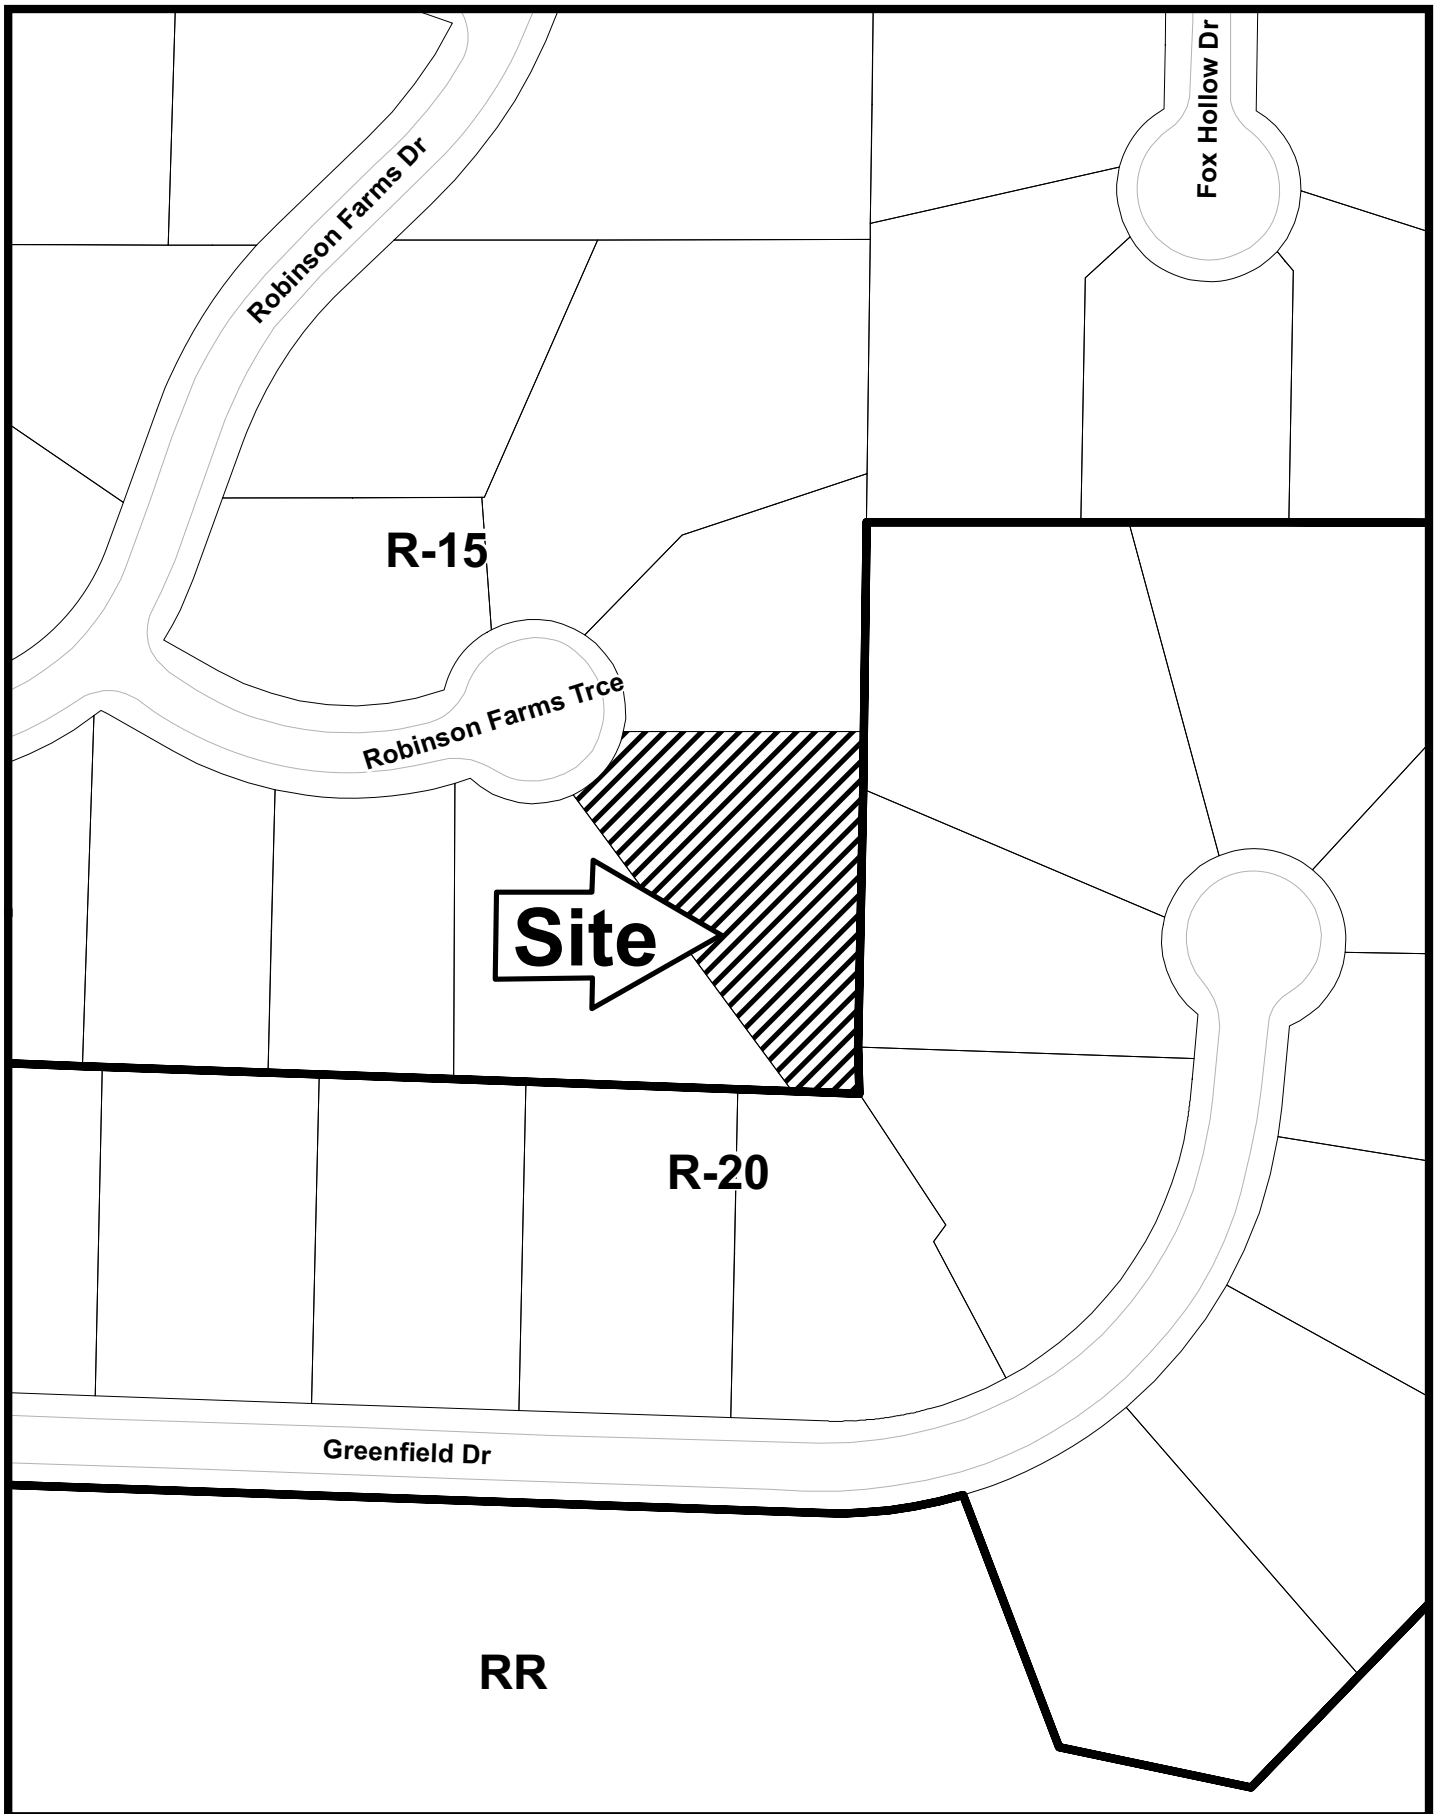 Fox Hollow Dr
Robinson Farms Dr
R-15
Robinson Farms Trce
Site
R-20
Greenfield Dr
RR